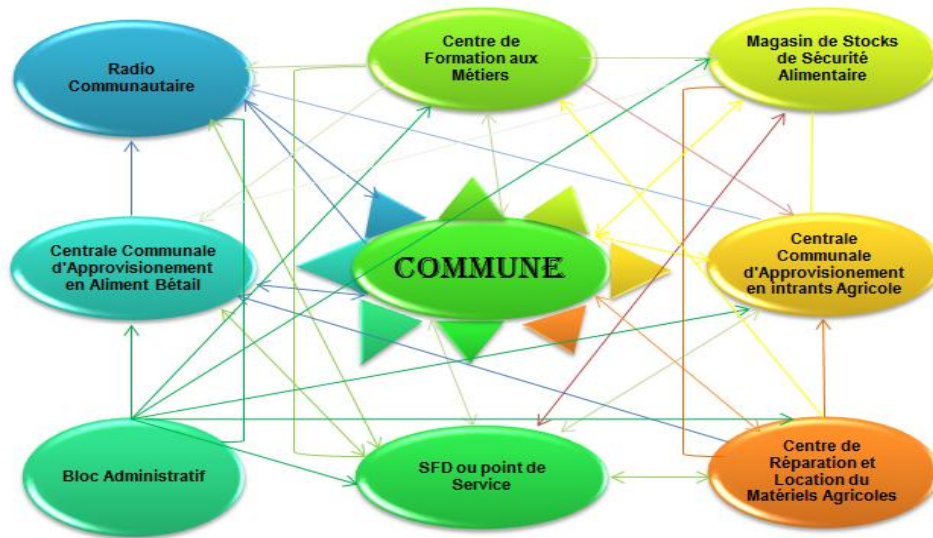 Radio
Communautaire
Centre de
Formation aux
Métiers
Magasin de Stocks
de Sécurité
Alimentaire
Centrale Communale
d'Approvisionement
en Aliment Bétail
COMMUNE
Centrale
Communale
d'Approvisionement
en intrants Agricole
Bloc Administratif
SFD ou point de
Service
Centre de
Réparation et
Location du
Matériels Agricoles